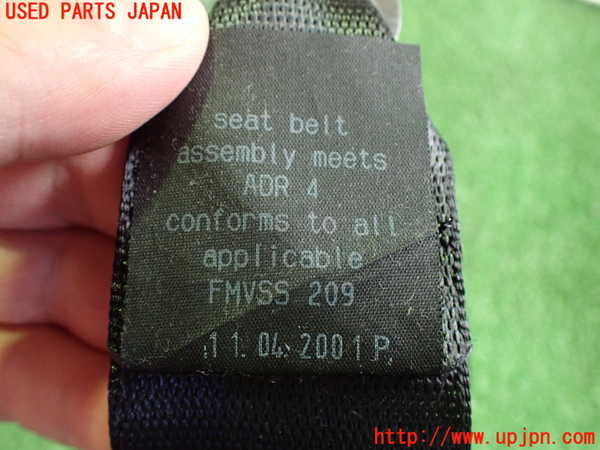 USED PARTS JAPAN
seat belt
assembly meets
ADR 4
conforms to all
applicable
FMVSS 209
11.04.2001P.
http://www.upjpn.com/